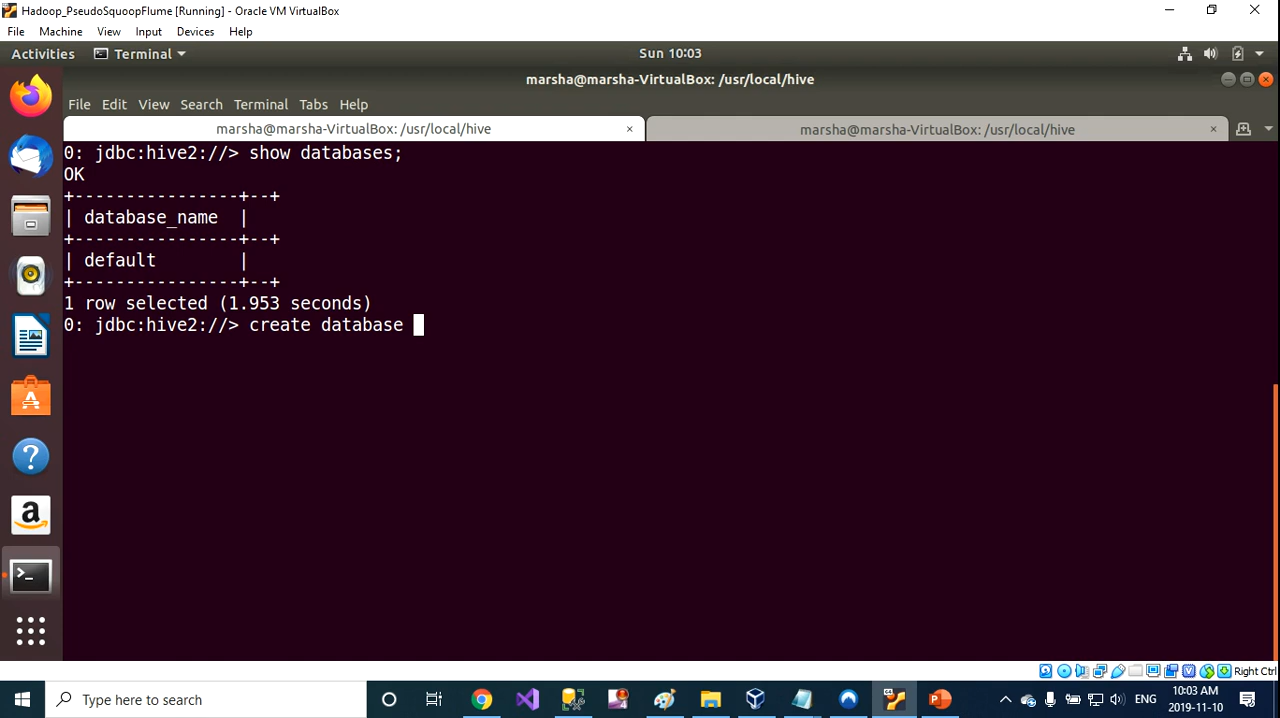 Hadoop_PseudoSquoopFlume [Running] - Oracle VM VirtualBox
File Machine View Input Devices Help
Activities Terminal Sun 10:03
marsha@marsha-VirtualBox: /usr/local/hive
File Edit View Search Terminal Tabs Help
marsha@marsha-VirtualBox: /usr/local/hive × marsha@marsha-VirtualBox: /usr/local/hive ×
0: jdbc:hive2://> show databases;
OK
+----------------+--+
| database_name  |
+----------------+--+
| default        |
+----------------+--+
1 row selected (1.953 seconds)
0: jdbc:hive2://> create database
Right Ctrl
Type here to search
ENG
10:03 AM
2019-11-10